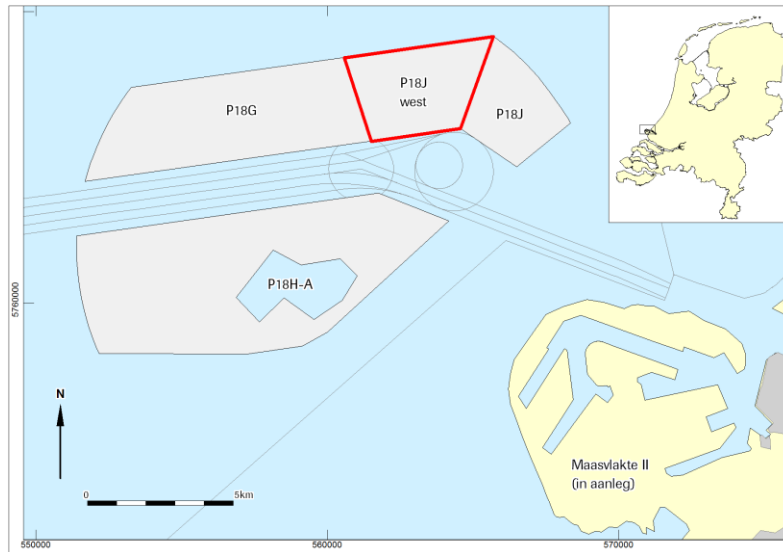 P18G
P18J
west
P18J
P18H-A
5760000
N
0
5km
Maasvlakte II
(in aanleg)
550000
560000
570000